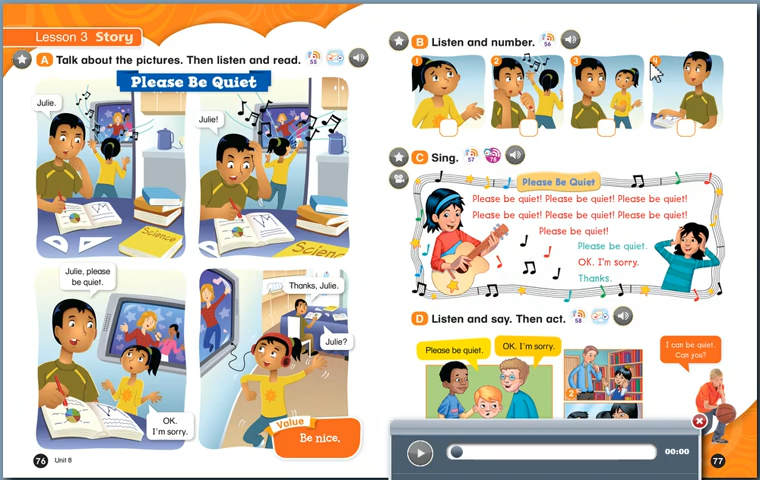 Lesson 3 Story
A Talk about the pictures. Then listen and read.
55
Please Be Quiet
Julie.
Julie!
Science
Scienc
Julie, please
be quiet.
OK.
I'm sorry.
Thanks, Julie.
Julie?
Value
Be nice.
76 Unit 8
B Listen and number.
56
1
2
3
4
C Sing.
57
78
Please Be Quiet
Please be quiet! Please be quiet! Please be quiet!
Please be quiet! Please be quiet! Please be quiet!
Please be quiet!
Please be quiet.
OK. I'm sorry.
Thanks.
D Listen and say. Then act.
58
Please be quiet.
OK. I'm sorry.
2
I can be quiet.
Can you?
00:00
77